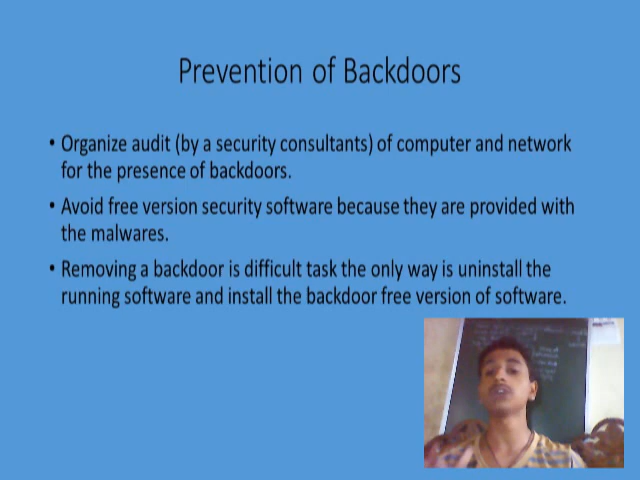 Prevention of Backdoors
• Organize audit (by a security consultants) of computer and network
for the presence of backdoors.
• Avoid free version security software because they are provided with
the malwares.
• Removing a backdoor is difficult task the only way is uninstall the
running software and install the backdoor free version of software.